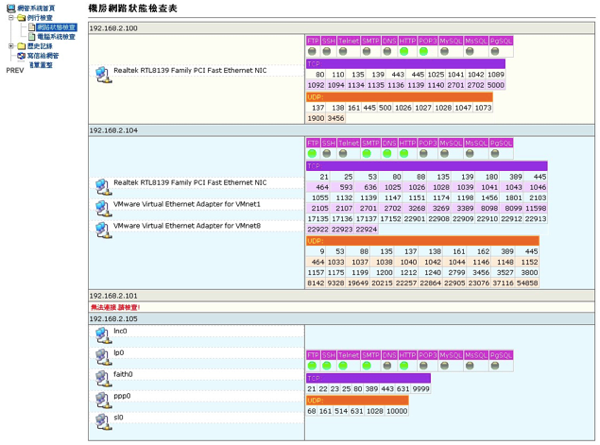 網管系統首頁
例行檢查
網路狀態檢查
電腦系統檢查
歷史記錄
寫信給網管
PREV
選單重整
機房網路狀態檢查表
192.168.2.100
Realtek RTL8139 Family PCI Fast Ethernet NIC
FTP SSH Telnet SMTP DNS HTTP POP3 MySQL MsSQL PgSQL
TCP
80 110 135 139 443 445 1025 1041 1042 1089
1092 1094 1134 1135 1136 1139 1140 2701 2702 5000
UDP
137 138 161 445 500 1026 1027 1028 1047 1073
1900 3456
192.168.2.104
Realtek RTL8139 Family PCI Fast Ethernet NIC
VMware Virtual Ethernet Adapter for VMnet1
VMware Virtual Ethernet Adapter for VMnet8
FTP SSH Telnet SMTP DNS HTTP POP3 MySQL MsSQL PgSQL
TCP
21 25 53 80 88 135 139 180 389 445
464 593 636 1025 1026 1028 1039 1041 1043 1046
1055 1132 1139 1147 1151 1174 1198 1456 1801 2103
2105 2107 2701 2702 3268 3269 3389 8098 8099 11598
17135 17136 17137 17152 22901 22908 22909 22910 22912 22913
22922 22923 22924
UDP
9 53 88 135 137 138 161 162 389 445
464 1033 1037 1038 1040 1042 1044 1146 1148 1152
1157 1175 1199 1200 1212 1240 2799 3456 3527 3800
8142 9328 19649 20215 22257 22864 22905 23076 37116 54858
192.168.2.101
無法連接,請檢查!
192.168.2.105
lnc0
lp0
faith0
ppp0
sl0
FTP SSH Telnet SMTP DNS HTTP POP3 MySQL MsSQL PgSQL
TCP
21 22 23 25 80 389 443 631 9999
UDP
68 161 514 631 1028 10000